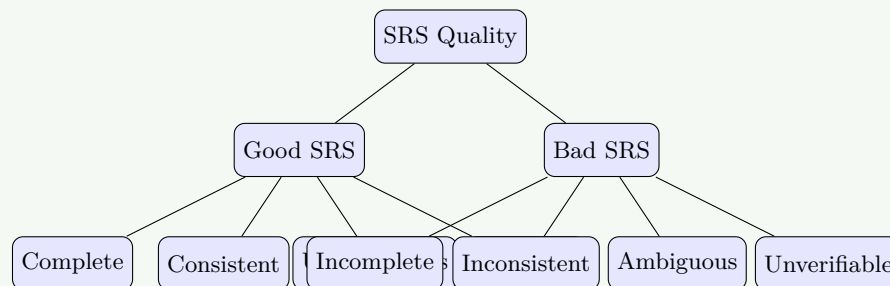 SRS Quality
Good SRS
Bad SRS
Complete
Consistent
Incomplete
Inconsistent
Ambiguous
Unverifiable